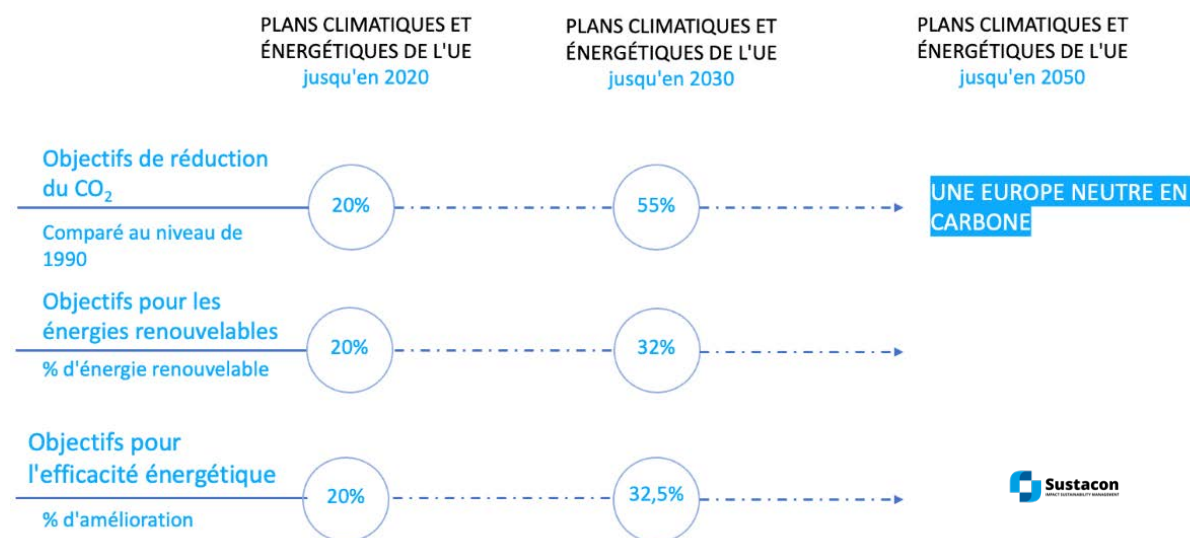 PLANS CLIMATIQUES ET
ÉNERGÉTIQUES DE L'UE
jusqu'en 2020
PLANS CLIMATIQUES ET
ÉNERGÉTIQUES DE L'UE
jusqu'en 2030
PLANS CLIMATIQUES ET
ÉNERGÉTIQUES DE L'UE
jusqu'en 2050
Objectifs de réduction
du CO₂
Comparé au niveau de
1990
20%
55%
UNE EUROPE NEUTRE EN
CARBONE
Objectifs pour les
énergies renouvelables
% d'énergie renouvelable
20%
32%
Objectifs pour
l'efficacité énergétique
% d'amélioration
20%
32,5%
Sustacon
IMPACT SUSTAINABILITY MANAGEMENT